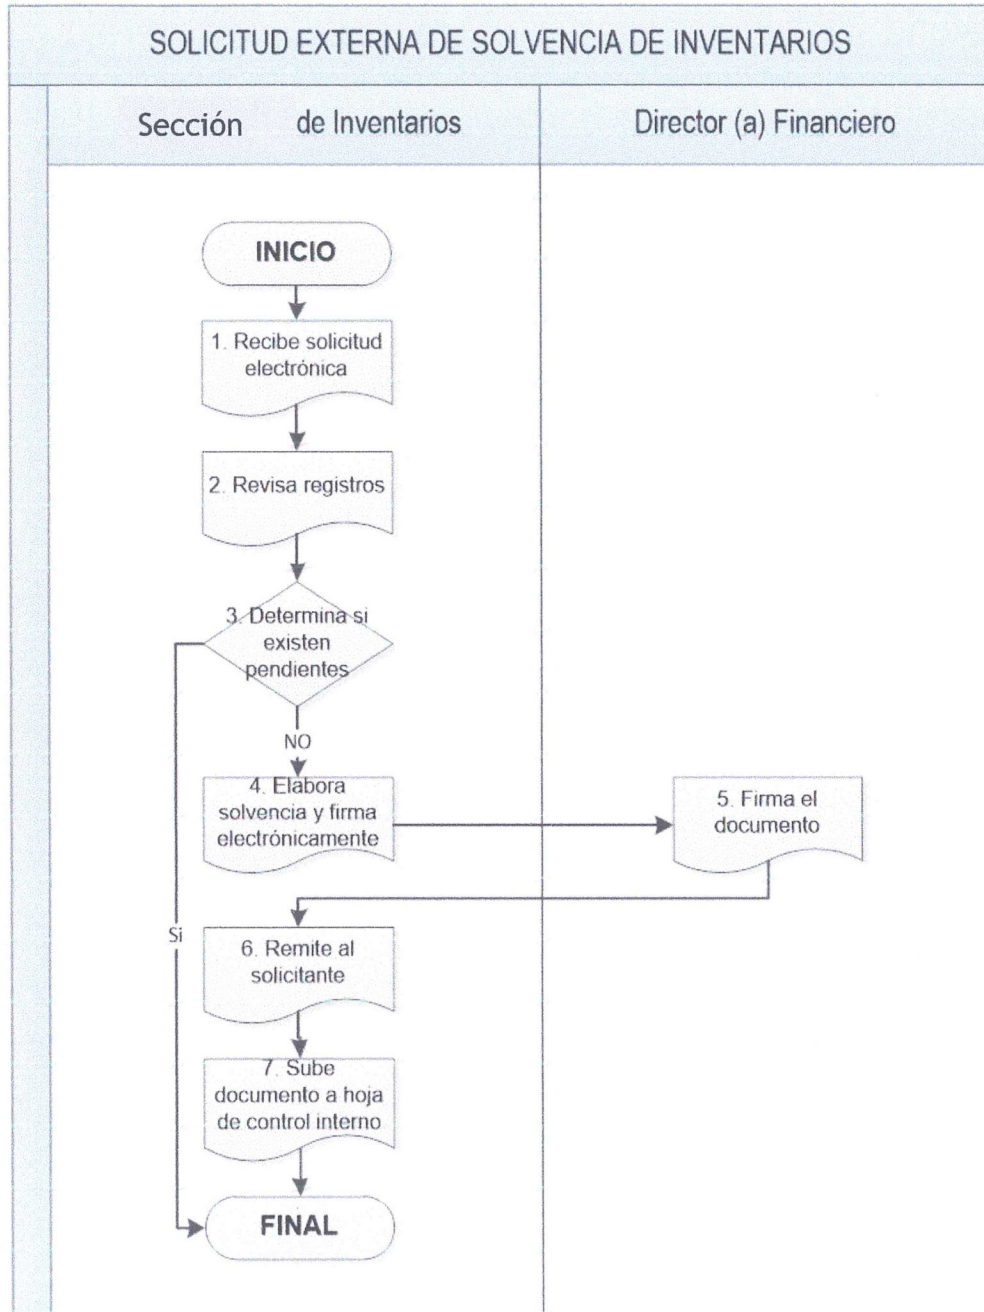 SOLICITUD EXTERNA DE SOLVENCIA DE INVENTARIOS
Sección de Inventarios
Director (a) Financiero
INICIO
1. Recibe solicitud
electrónica
2. Revisa registros
3. Determina si
existen
pendientes
NO
4. Elabora
solvencia y firma
electrónicamente
5. Firma el
documento
Si
6. Remite al
solicitante
7. Sube
documento a hoja
de control interno
FINAL